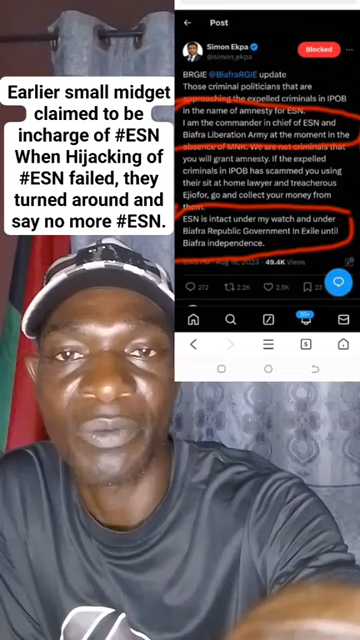 Earlier small midget
claimed to be
incharge of #ESN
When Hijacking of
#ESN failed, they
turned around and
say no more #ESN.
Post
Simon Ekpa
@simon_ekpa
Blocked
BRGIE @BiafraRGIE update
Those criminal politicians that are
approaching the expelled criminals in IPOB
in the name of amnesty for ESN.
I am the commander in chief of ESN and
Biafra Liberation Army at the moment in the
absence of MNK. We are not criminals that
you will grant amnesty. If the expelled
criminals in IPOB has scammed you using
their sit at home lawyer and treacherous
Ejiofor, go and collect your money from
them.
ESN is intact under my watch and under
Biafra Republic Government In Exile until
Biafra independence.
2023 · 49.4K Views
272
2.2K
2.9K
23